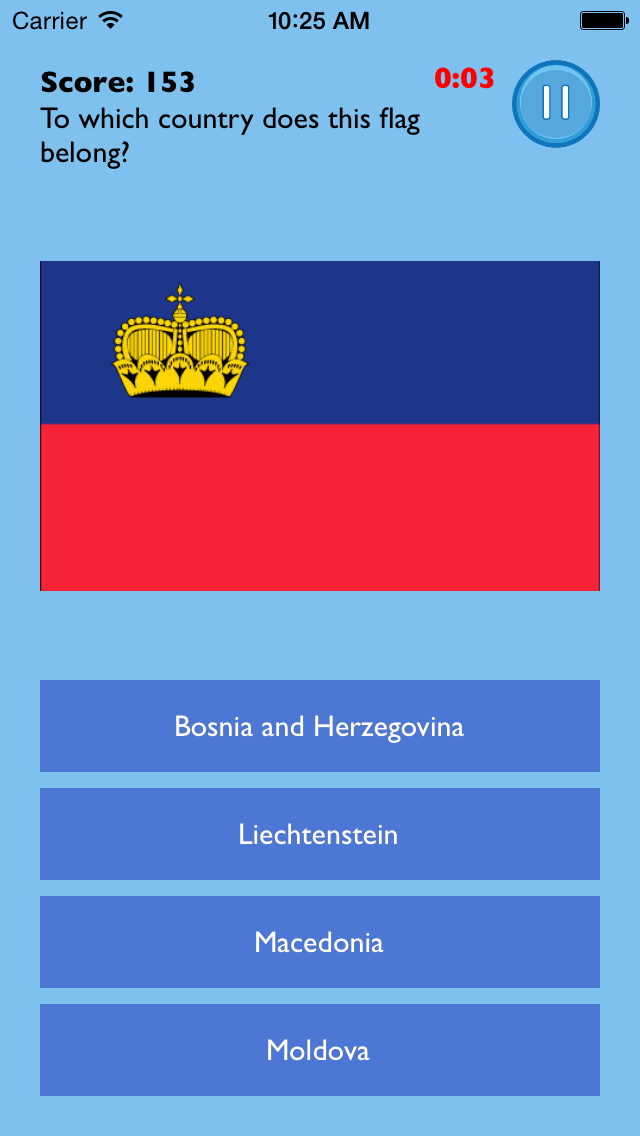 Carrier 10:25 AM
Score: 153 0:03
To which country does this flag
belong?
Bosnia and Herzegovina
Liechtenstein
Macedonia
Moldova